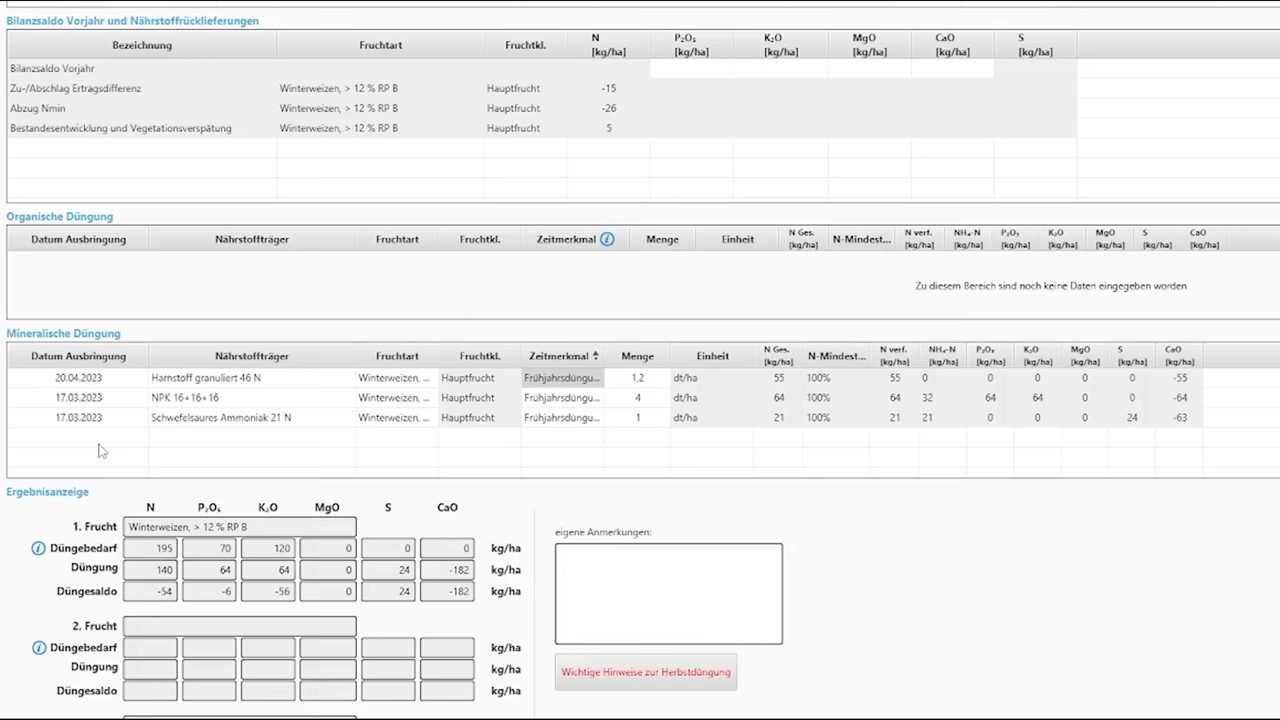 Bilanzsaldo Vorjahr und Nährstoffrücklieferungen
Bezeichnung Fruchtart Fruchtkl. N [kg/ha] P₂O₅ [kg/ha] K₂O [kg/ha] MgO [kg/ha] CaO [kg/ha] S [kg/ha]
Bilanzsaldo Vorjahr
Zu-/Abschlag Ertragsdifferenz Winterweizen, > 12 % RP B Hauptfrucht -15
Abzug Nmin Winterweizen, > 12 % RP B Hauptfrucht -26
Bestandesentwicklung und Vegetationsverspätung Winterweizen, > 12 % RP B Hauptfrucht 5
Organische Düngung
Datum Ausbringung Nährstoffträger Fruchtart Fruchtkl. Zeitmerkmal i Menge Einheit N Ges. [kg/ha] N-Mindest... N verf. [kg/ha] NH₄-N [kg/ha] P₂O₅ [kg/ha] K₂O [kg/ha] MgO [kg/ha] S [kg/ha] CaO [kg/ha]
Zu diesem Bereich sind noch keine Daten eingegeben worden
Mineralische Düngung
Datum Ausbringung Nährstoffträger Fruchtart Fruchtkl. Zeitmerkmal Menge Einheit N Ges. [kg/ha] N-Mindest... N verf. [kg/ha] NH₄-N [kg/ha] P₂O₅ [kg/ha] K₂O [kg/ha] MgO [kg/ha] S [kg/ha] CaO [kg/ha]
20.04.2023 Harnstoff granuliert 46 N Winterweizen, ... Hauptfrucht Frühjahrsdüngu... 1,2 dt/ha 55 100% 55 0 0 0 0 0 -55
17.03.2023 NPK 16+16+16 Winterweizen, ... Hauptfrucht Frühjahrsdüngu... 4 dt/ha 64 100% 64 32 64 64 0 0 -64
17.03.2023 Schwefelsaures Ammoniak 21 N Winterweizen, ... Hauptfrucht Frühjahrsdüngu... 1 dt/ha 21 100% 21 21 0 0 0 24 -63
Ergebnisanzeige
N P₂O₅ K₂O MgO S CaO
1. Frucht Winterweizen, > 12 % RP B
eigene Anmerkungen:
i Düngebedarf 195 70 120 0 0 0 kg/ha
Düngung 140 64 64 0 24 -182 kg/ha
Düngesaldo -54 -6 -56 0 24 -182 kg/ha
2. Frucht
i Düngebedarf kg/ha
Düngung kg/ha
Wichtige Hinweise zur Herbstdüngung
Düngesaldo kg/ha